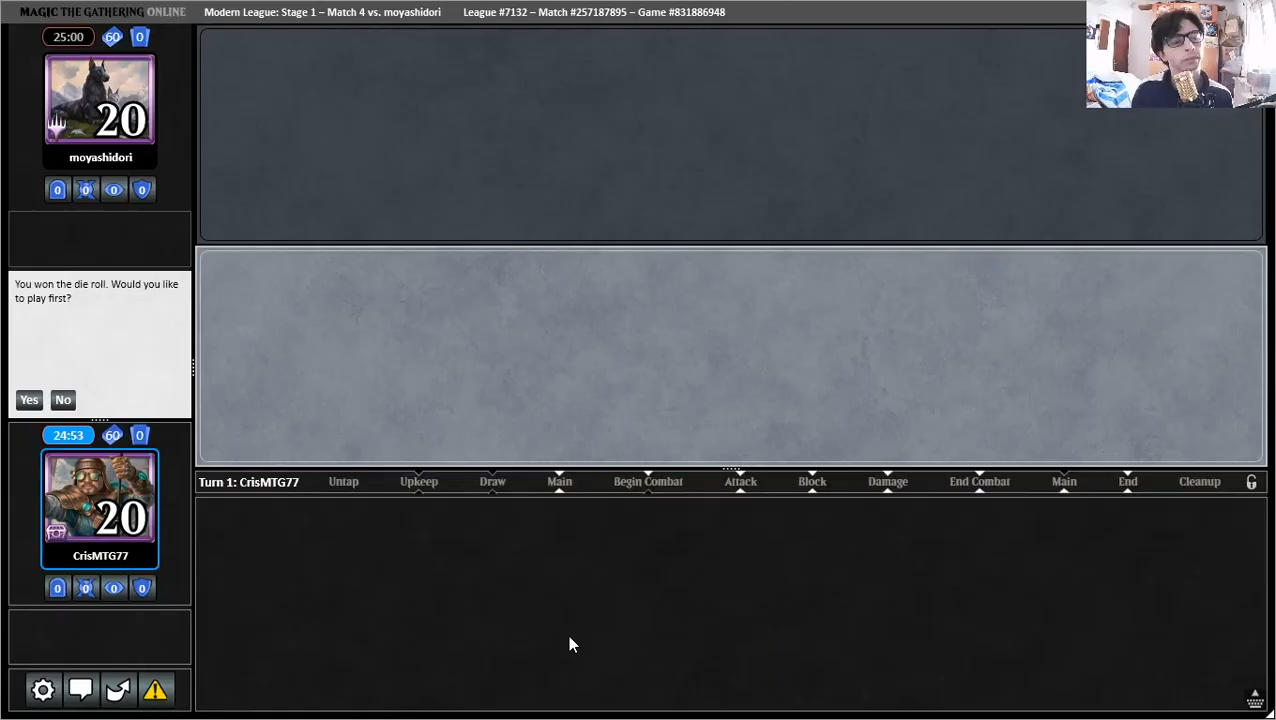 MAGIC THE GATHERING ONLINE
Modern League: Stage 1 – Match 4 vs. moyashidori League #7132 – Match #257187895 – Game #831886948
25:00 60 0
20
moyashidori
0 0 0 0
You won the die roll. Would you like
to play first?
Yes No
24:53 60 0
20
CrisMTG77
0 0 0 0
Turn 1: CrisMTG77 Untap Upkeep Draw Main Begin Combat Attack Block Damage End Combat Main End Cleanup